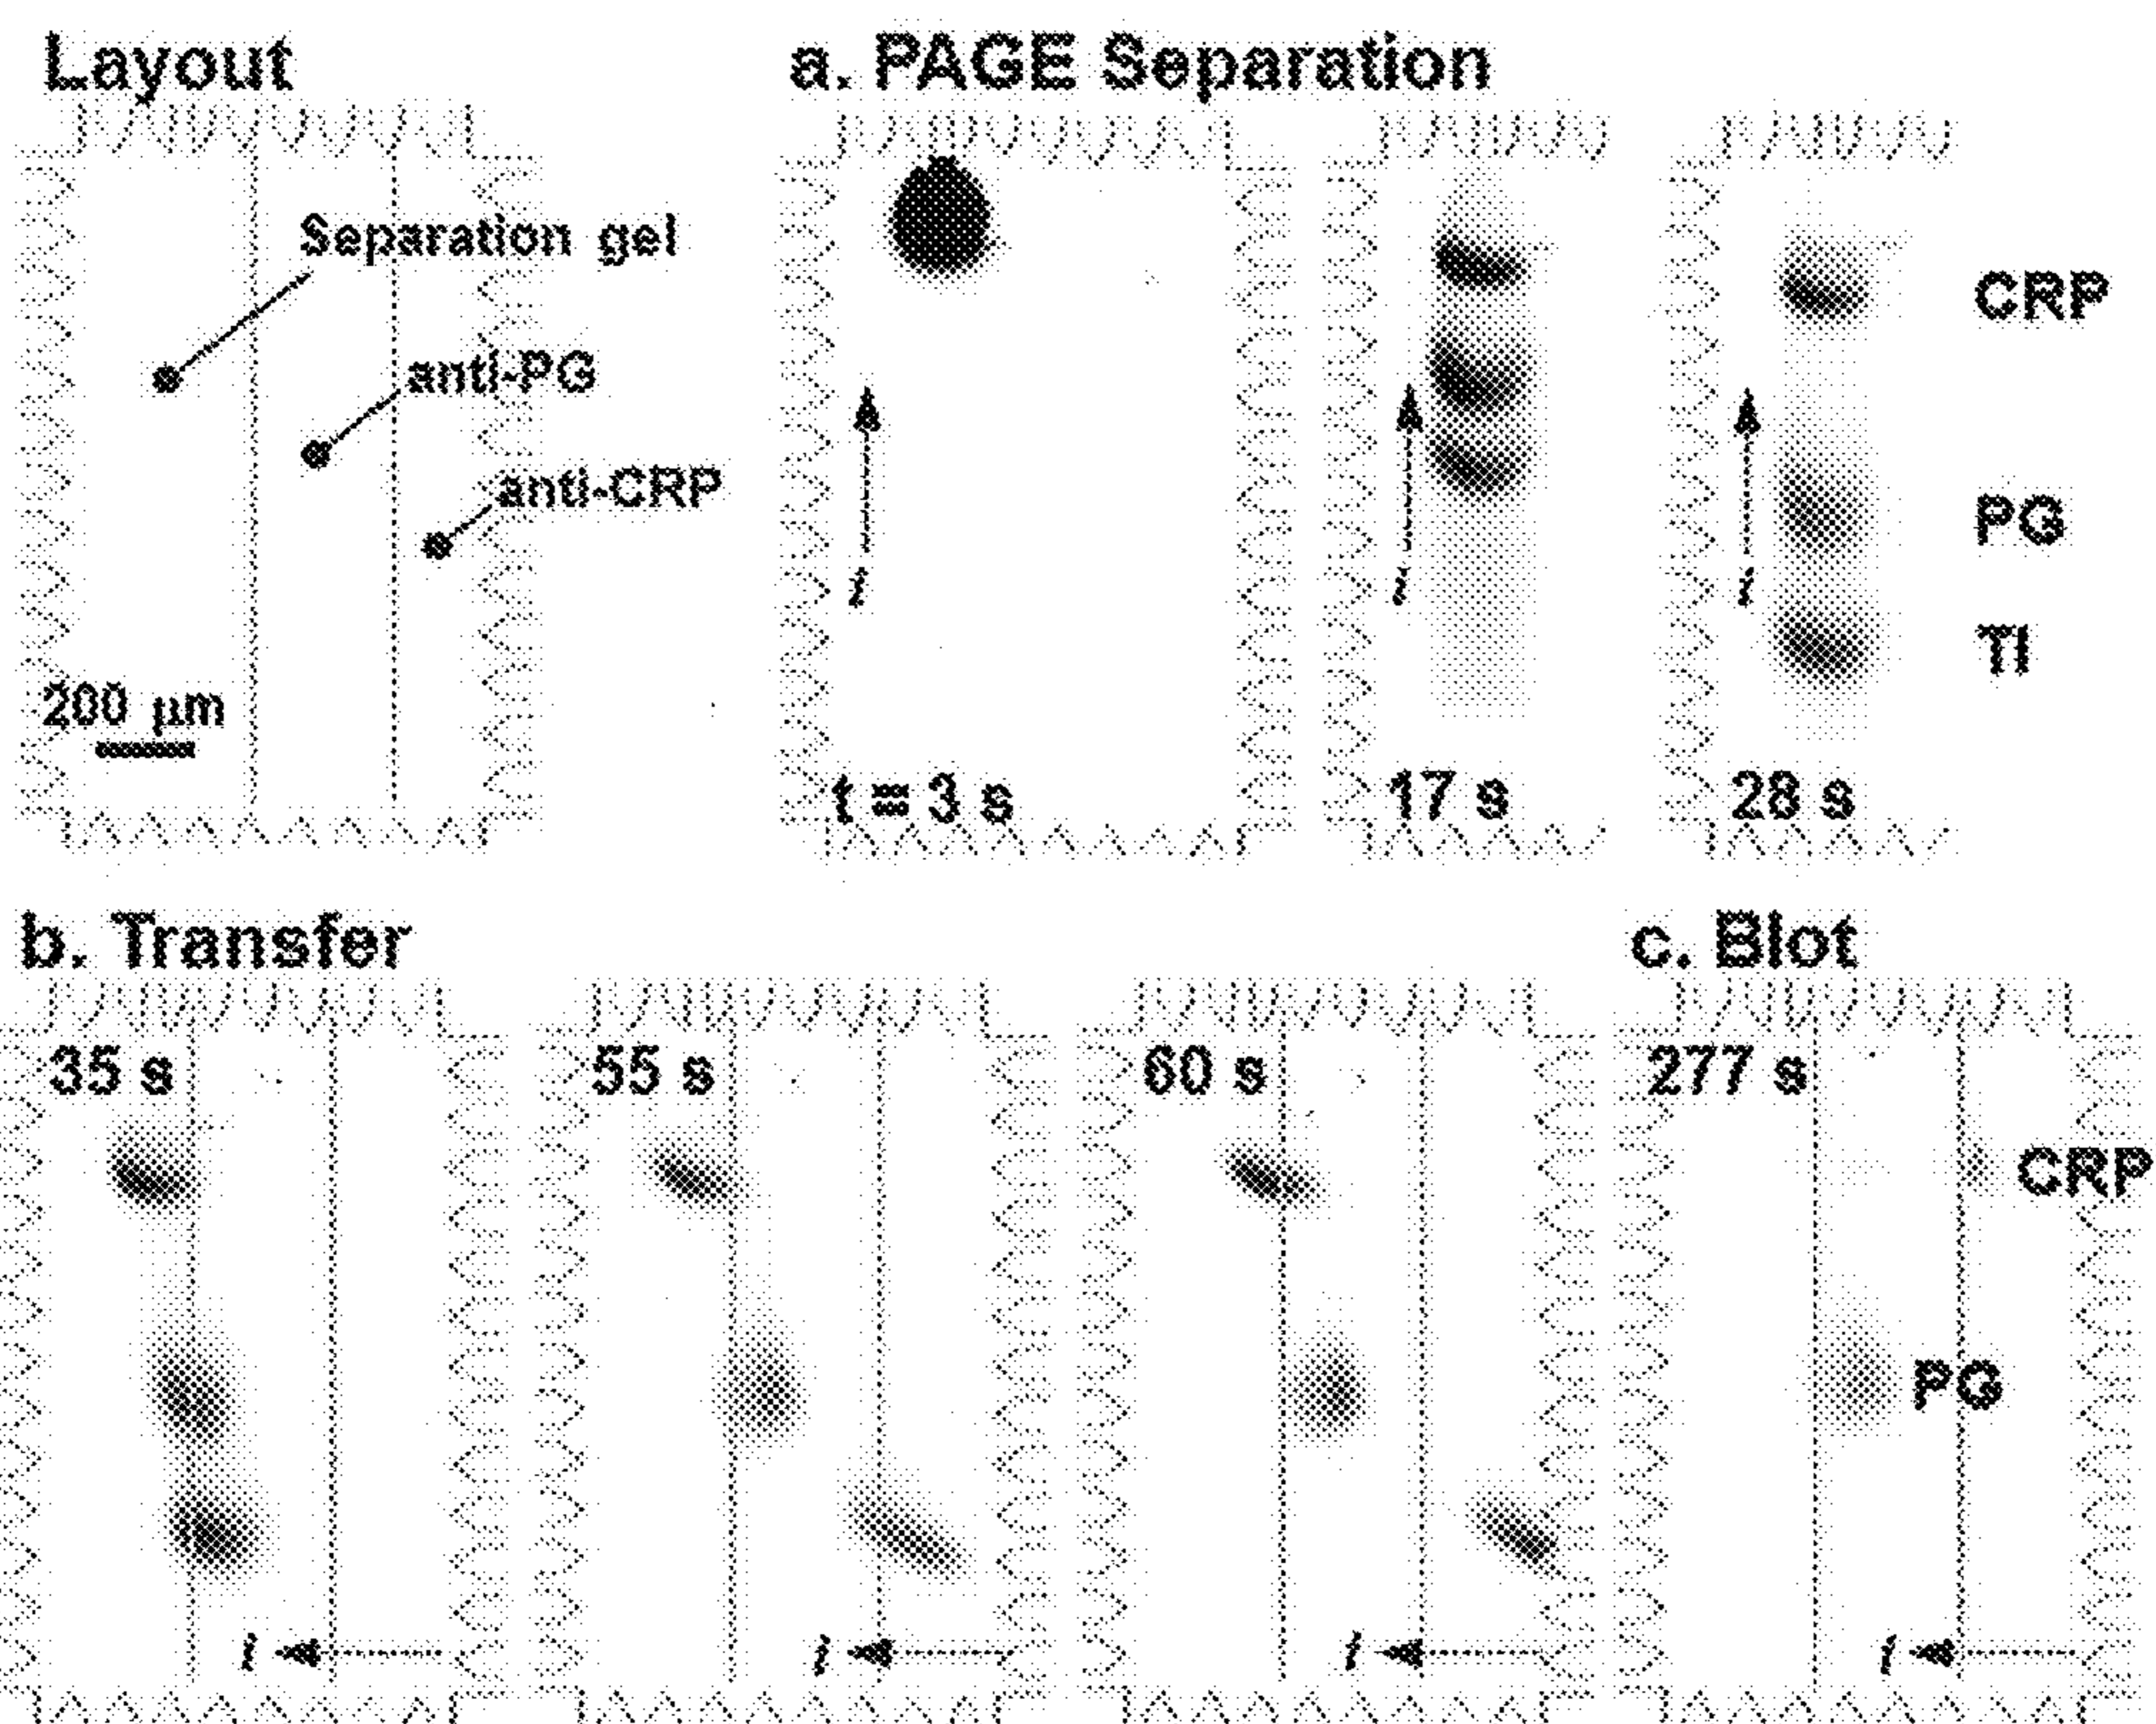 Layout
Separation gel
anti-PG
anti-CRP
200 μm
a. PAGE Separation
i
t = 3 s
i
17 s
i
28 s
CRP
PG
TI
b. Transfer
35 s
i
55 s
i
60 s
i
c. Blot
277 s
CRP
PG
i